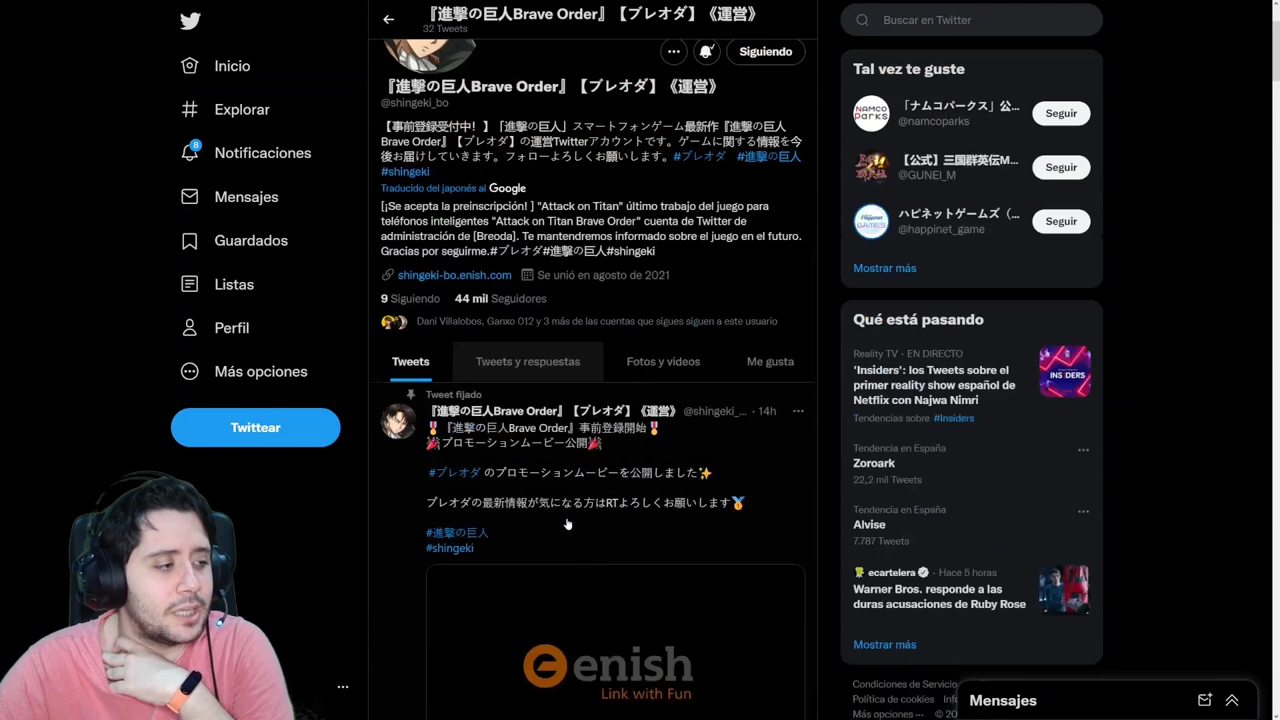 Inicio
Explorar
8
Notificaciones
Mensajes
Guardados
Listas
Perfil
Más opciones
Twittear
『進撃の巨人Brave Order』【ブレオダ】《運営》
32 Tweets
Siguiendo
『進撃の巨人Brave Order』【ブレオダ】《運営》
@shingeki_bo
【事前登録受付中！】「進撃の巨人」スマートフォンゲーム最新作『進撃の巨人
Brave Order』【ブレオダ】の運営Twitterアカウントです。ゲームに関する情報を今
後お届けしていきます。フォローよろしくお願いします。#ブレオダ #進撃の巨人
#shingeki
Traducido del japonés al Google
[¡Se acepta la preinscripción! ] "Attack on Titan" último trabajo del juego para
teléfonos inteligentes "Attack on Titan Brave Order" cuenta de Twitter de
administración de [Breoda]. Te mantendremos informado sobre el juego en el futuro.
Gracias por seguirme.#ブレオダ#進撃の巨人#shingeki
shingeki-bo.enish.com Se unió en agosto de 2021
9 Siguiendo 44 mil Seguidores
Dani Villalobos, Ganxo 012 y 3 más de las cuentas que sigues siguen a este usuario
Tweets Tweets y respuestas Fotos y videos Me gusta
Tweet fijado
『進撃の巨人Brave Order』【ブレオダ】《運営》 @shingeki_... · 14h
『進撃の巨人Brave Order』事前登録開始
プロモーションムービー公開
#ブレオダ のプロモーションムービーを公開しました
ブレオダの最新情報が気になる方はRTよろしくお願いします
#進撃の巨人
#shingeki
enish
Link with Fun
Buscar en Twitter
Tal vez te guste
NAMCO
PARKS
「ナムコパークス」公...
@namcoparks
Seguir
【公式】三国群英伝M...
@GUNEI_M
Seguir
ハピネットゲームズ（...
@happinet_game
Seguir
Mostrar más
Qué está pasando
Reality TV · EN DIRECTO
'Insiders': los Tweets sobre el
primer reality show español de
Netflix con Najwa Nimri
Tendencias sobre #Insiders
INSIDERS
Tendencia en España
Zoroark
22,2 mil Tweets
Tendencia en España
Alvise
7.787 Tweets
ecartelera · Hace 5 horas
Warner Bros. responde a las
duras acusaciones de Ruby Rose
Mostrar más
Condiciones de Servicio
Política de cookies
Más opciones
Mensajes